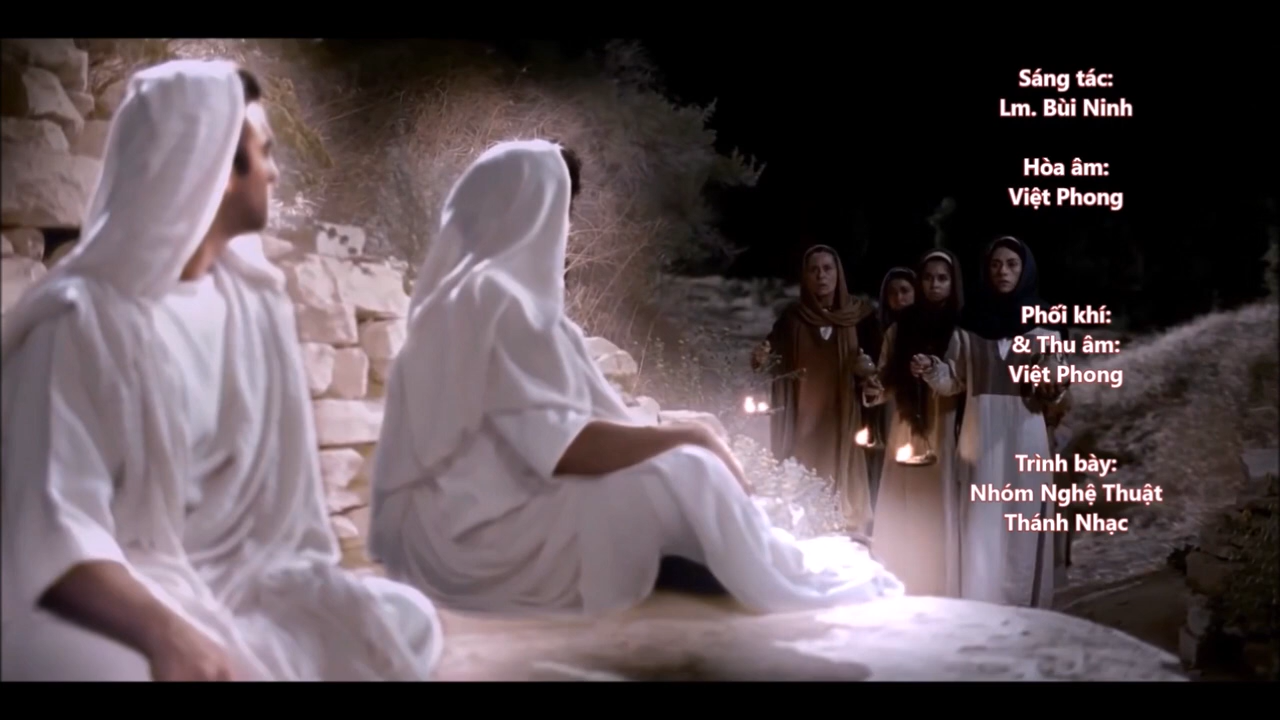 Sáng tác:
Lm. Bùi Ninh
Hòa âm:
Việt Phong
Phối khí:
& Thu âm:
Việt Phong
Trình bày:
Nhóm Nghệ Thuật
Thánh Nhạc